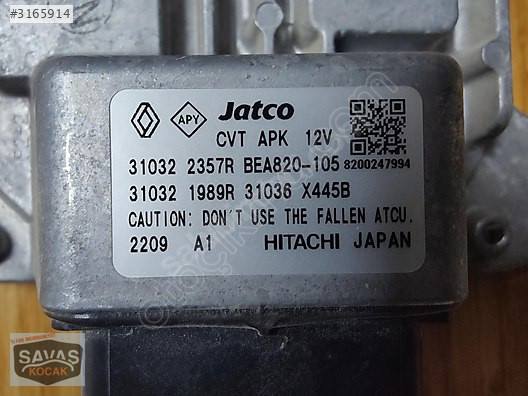 #3165914
APY
Jatco
CVT APK 12V
31032 2357R BEA820-105
8200247994
31032 1989R 31036 X445B
CAUTION: DON'T USE THE FALLEN ATCU.
2209 A1 HITACHI JAPAN
SAVAŞ
KOCAK